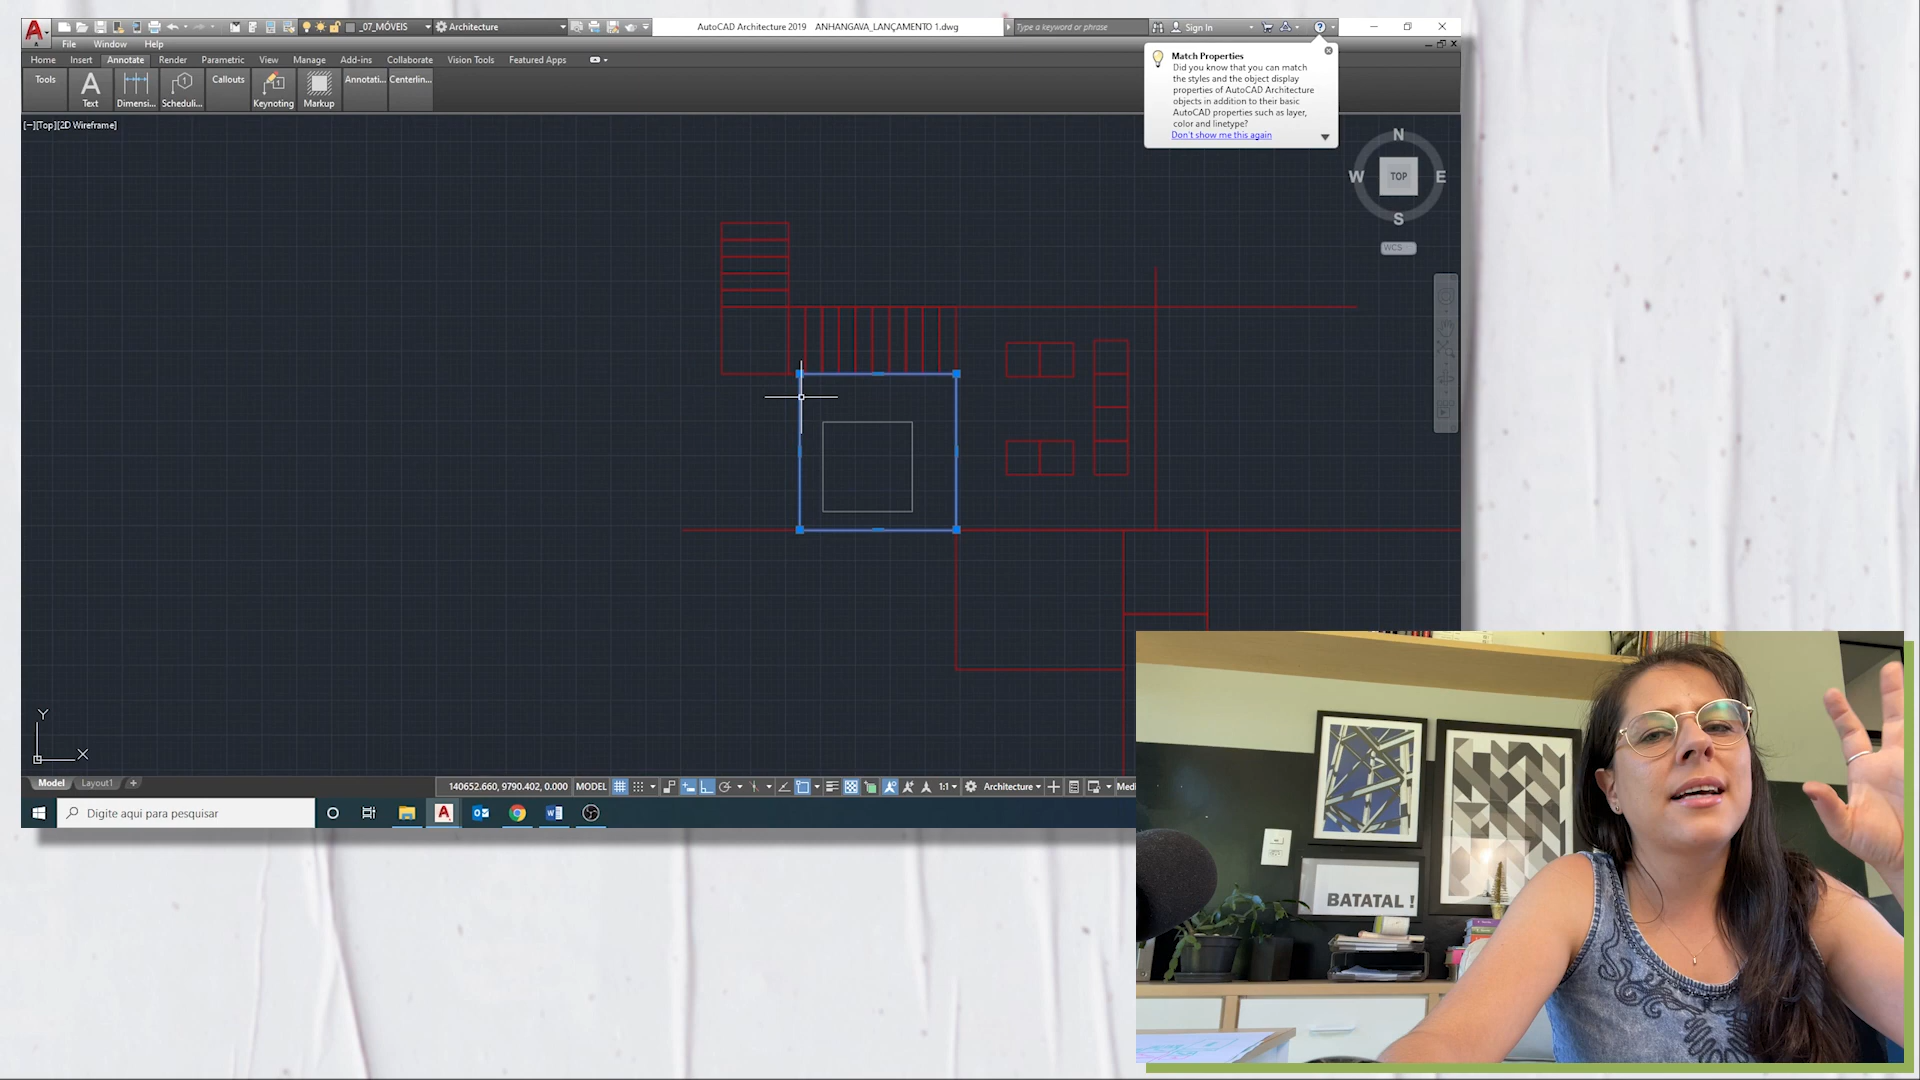 _07_MÓVEIS
Architecture
AutoCAD Architecture 2019 ANHANGAVA_LANÇAMENTO 1.dwg
Type a keyword or phrase
Sign In
File Window Help
Home Insert Annotate Render Parametric View Manage Add-ins Collaborate Vision Tools Featured Apps
Tools
Text
Dimensi...
Scheduli...
Callouts
Keynoting
Markup
Annotati...
Centerlin...
Match Properties
Did you know that you can match
the styles and the object display
properties of AutoCAD Architecture
objects in addition to their basic
AutoCAD properties such as layer,
color and linetype?
Don't show me this again
[−][Top][2D Wireframe]
N
W TOP E
S
WCS
Y
X
Model Layout1 +
140652.660, 9790.402, 0.000 MODEL
1:1
Architecture
Medi
Digite aqui para pesquisar
BATATAL !